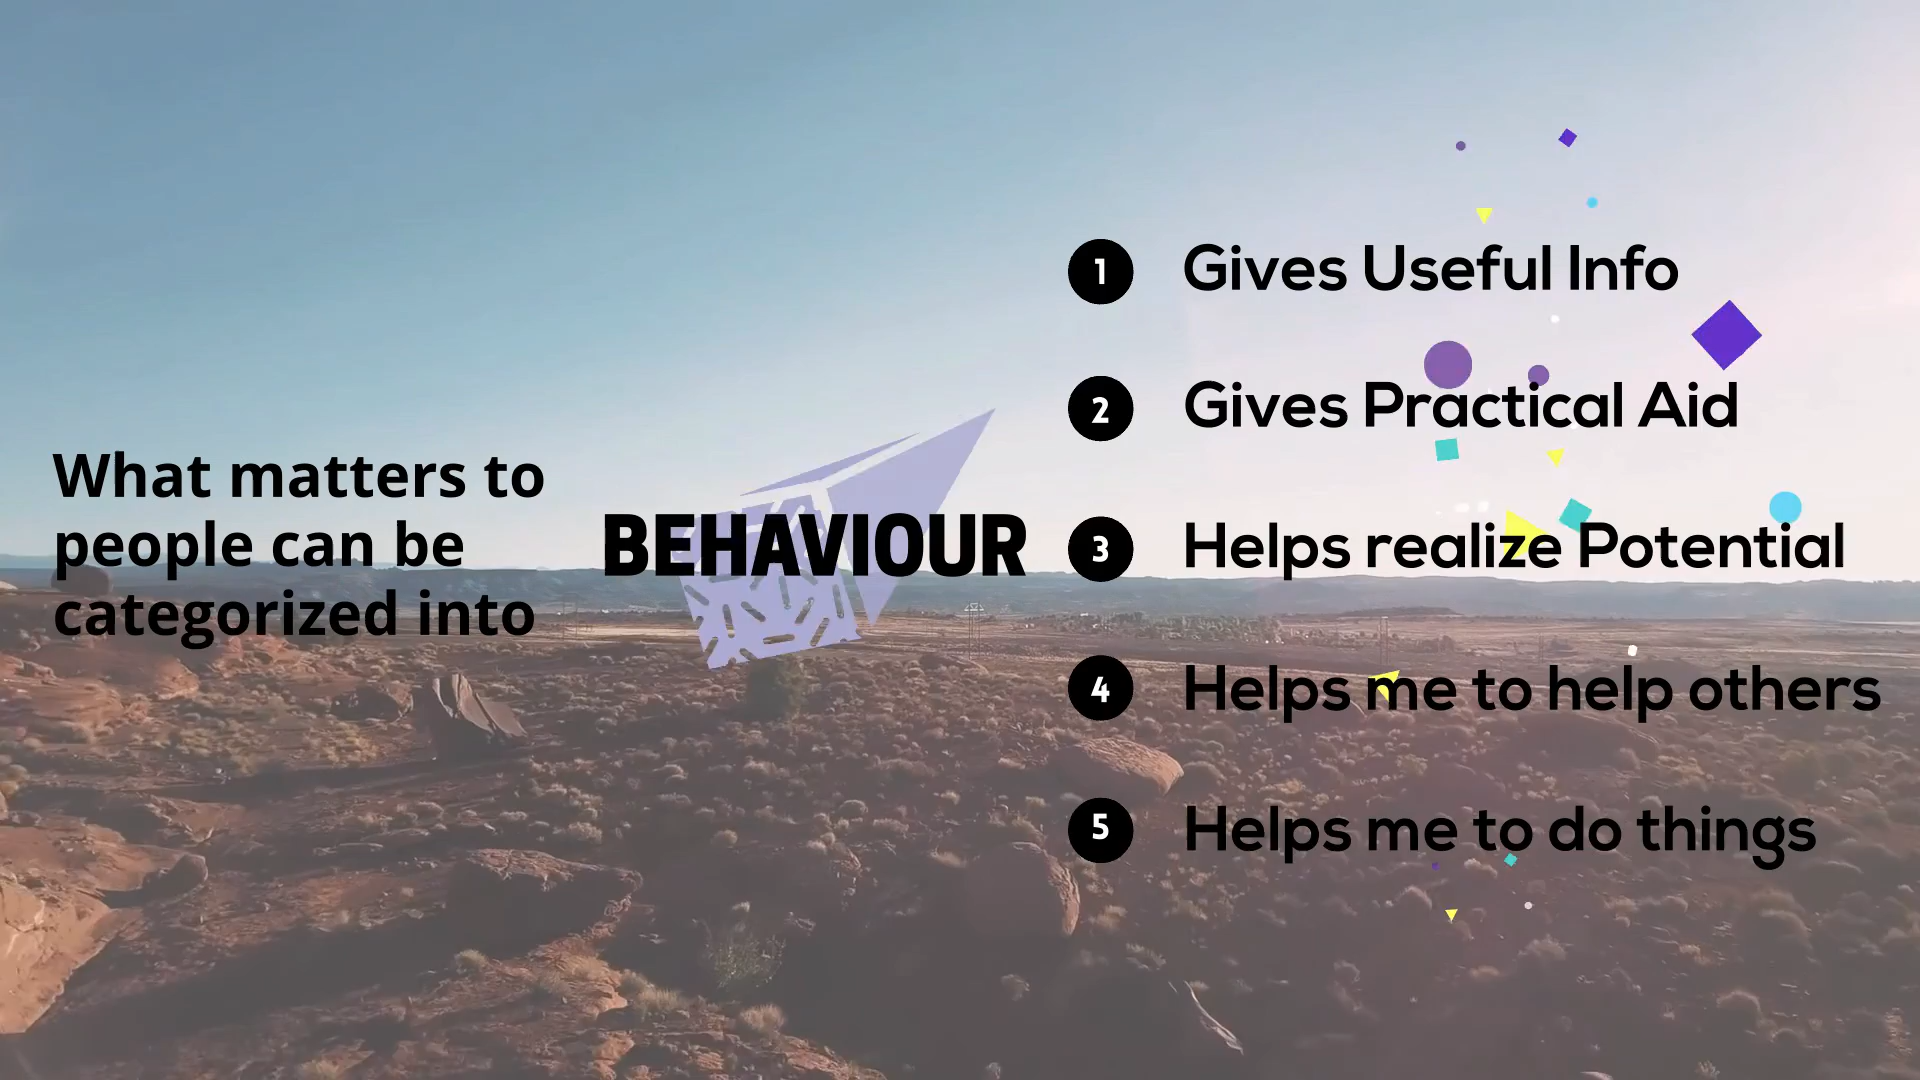 What matters to
people can be
categorized into
BEHAVIOUR
1 Gives Useful Info
2 Gives Practical Aid
3 Helps realize Potential
4 Helps me to help others
5 Helps me to do things